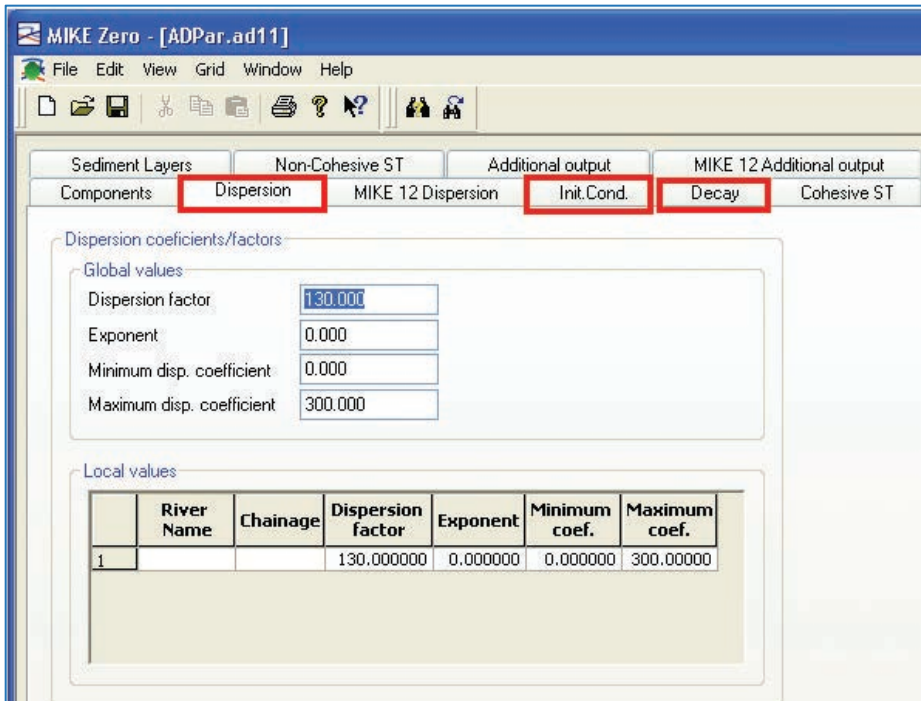 MIKE Zero - [ADPar.ad11]
File Edit View Grid Window Help
Sediment Layers Non-Cohesive ST Additional output MIKE 12 Additional output
Components Dispersion MIKE 12 Dispersion Init.Cond. Decay Cohesive ST
Dispersion coeficients/factors
Global values
Dispersion factor 130.000
Exponent 0.000
Minimum disp. coefficient 0.000
Maximum disp. coefficient 300.000
Local values
River Name Chainage Dispersion factor Exponent Minimum coef. Maximum coef.
1 130.000000 0.000000 0.000000 300.00000